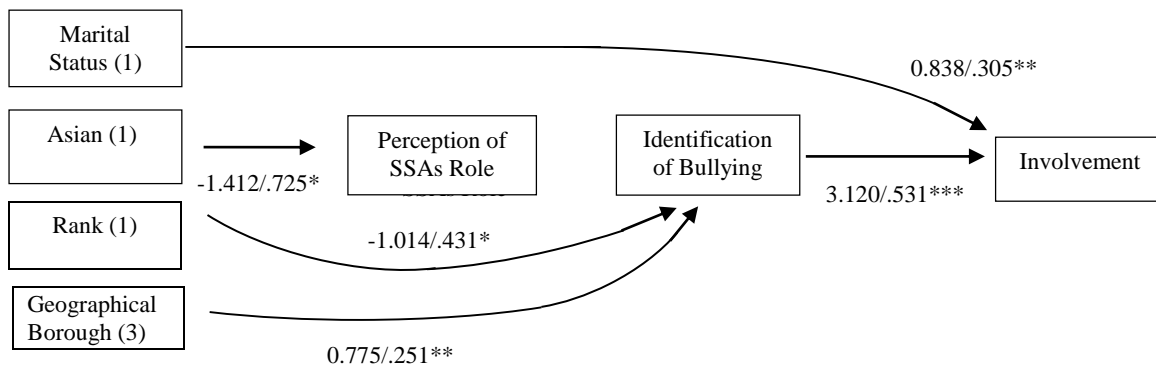 Marital
Status (1)
0.838/.305**
Asian (1)
Perception of
SSAs Role
Identification
of Bullying
Involvement
-1.412/.725*
3.120/.531***
Rank (1)
-1.014/.431*
Geographical
Borough (3)
0.775/.251**